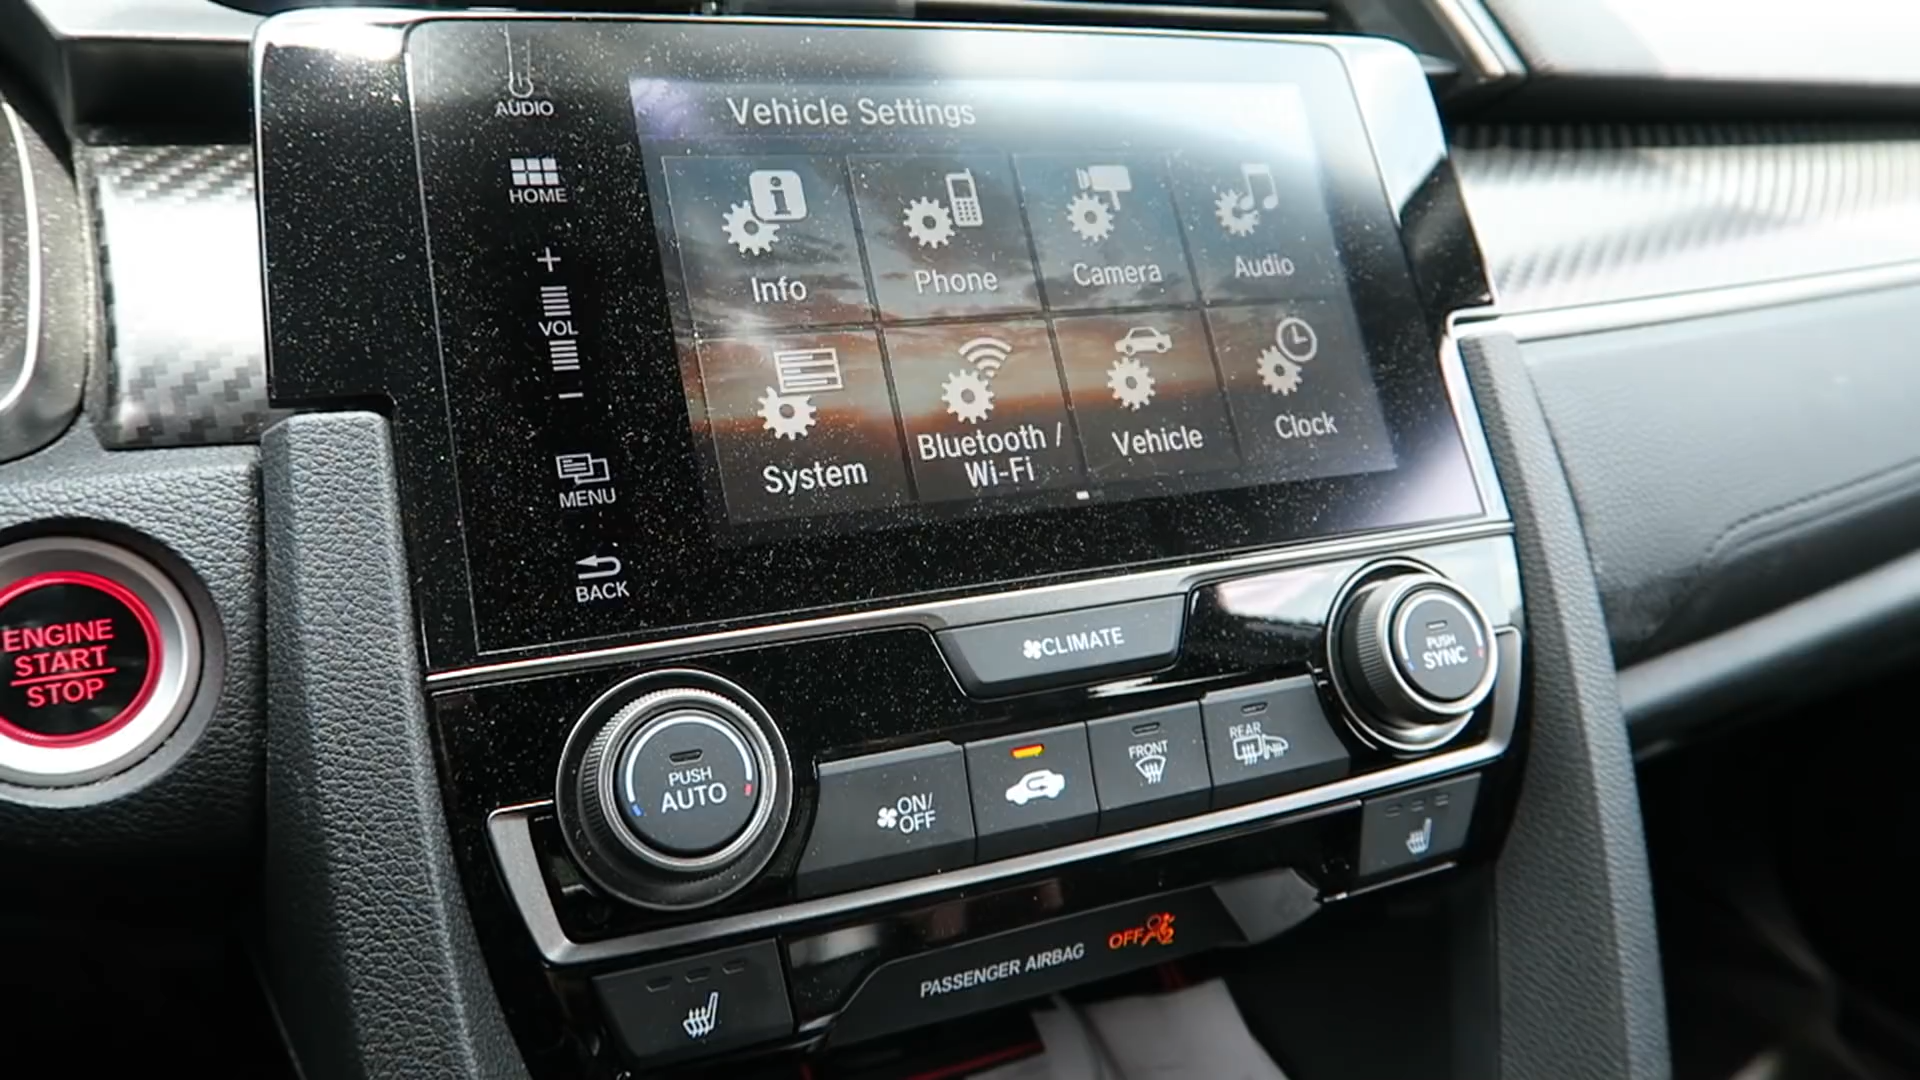 AUDIO
HOME
+
VOL
−
MENU
BACK
Vehicle Settings
Info
Phone
Camera
Audio
System
Bluetooth /
Wi-Fi
Vehicle
Clock
ENGINE
START
STOP
CLIMATE
PUSH
SYNC
PUSH
AUTO
ON/
OFF
FRONT
REAR
PASSENGER AIRBAG
OFF
2